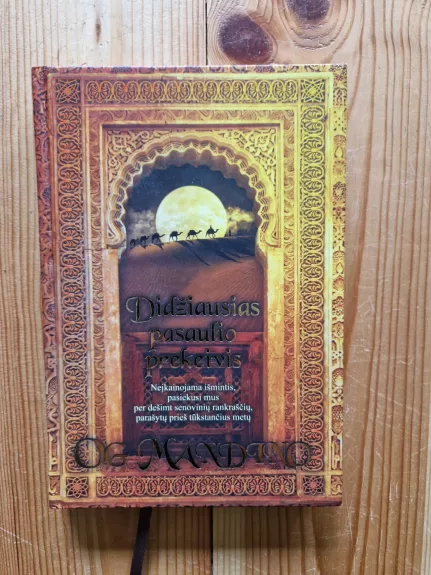 Didžiausias
pasaulio
prekeivis
Neįkainojama išmintis,
pasiekusi mus
per dešimt senovinių rankraščių,
parašytų prieš tūkstančius metų
OG MANDINO